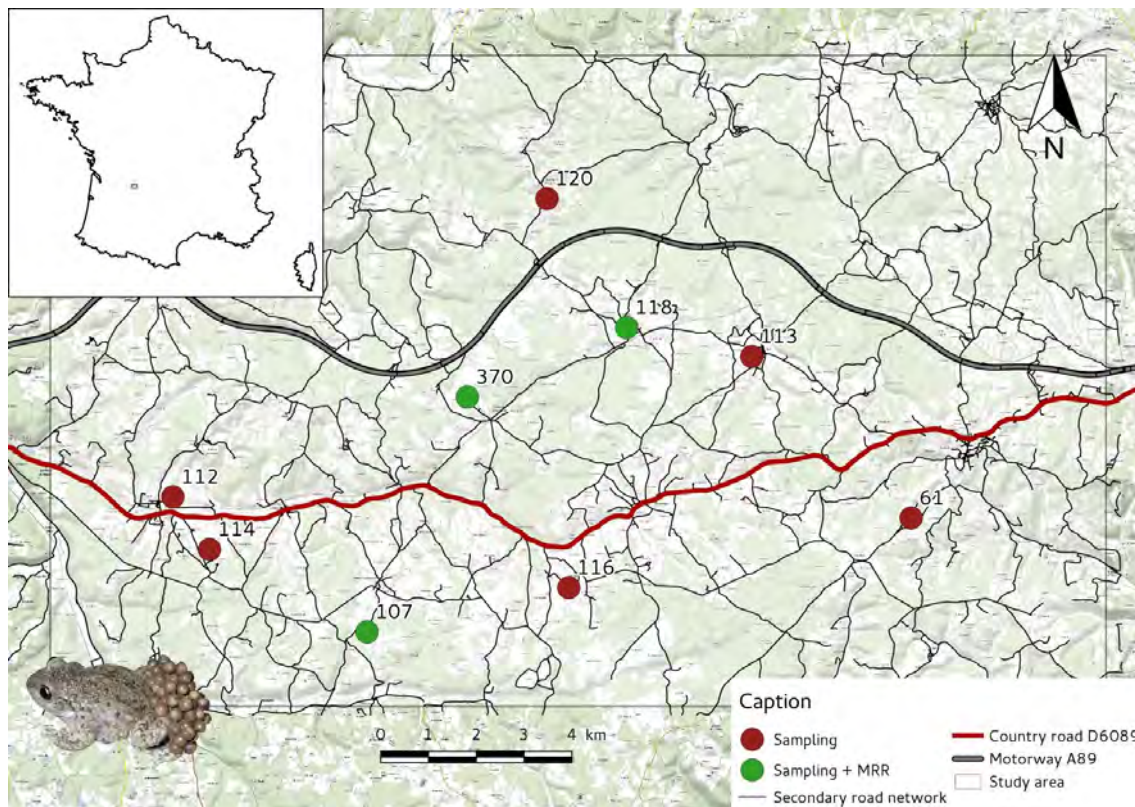 N
120
118
113
370
112
61
114
116
107
0 1 2 3 4 km
Caption
Sampling
Sampling + MRR
Secondary road network
Country road D6089
Motorway A89
Study area